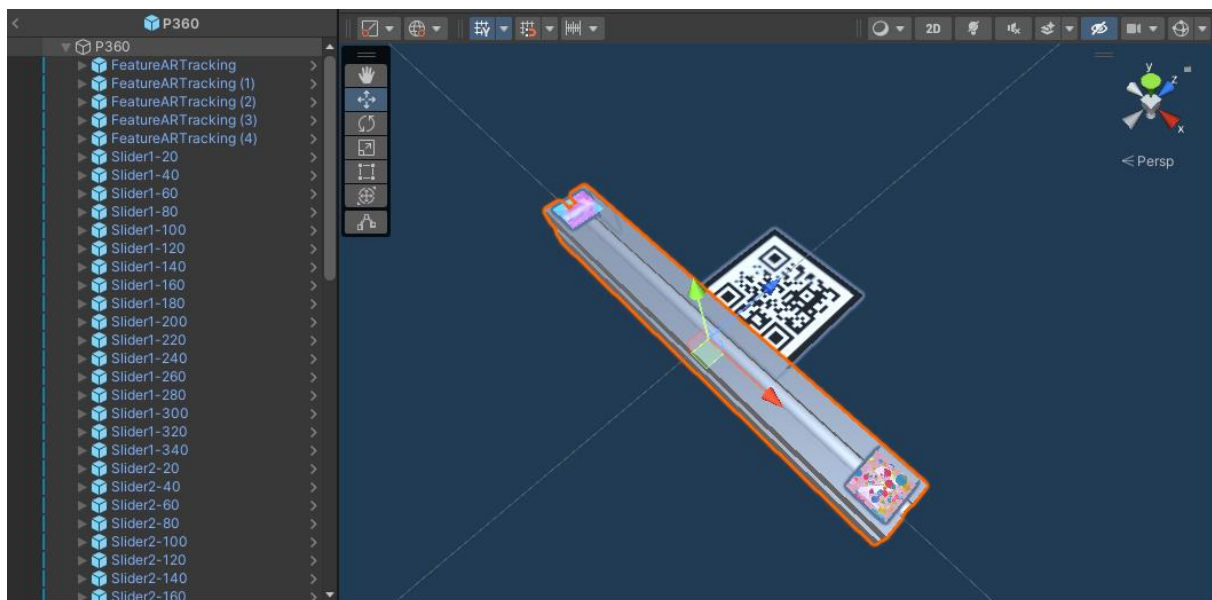 P360
2D
P360
FeatureARTracking
FeatureARTracking (1)
FeatureARTracking (2)
FeatureARTracking (3)
FeatureARTracking (4)
Slider1-20
Slider1-40
Slider1-60
Slider1-80
Slider1-100
Slider1-120
Slider1-140
Slider1-160
Slider1-180
Slider1-200
Slider1-220
Slider1-240
Slider1-260
Slider1-280
Slider1-300
Slider1-320
Slider1-340
Slider2-20
Slider2-40
Slider2-60
Slider2-80
Slider2-100
Slider2-120
Slider2-140
Slider2-160
y
z
x
Persp